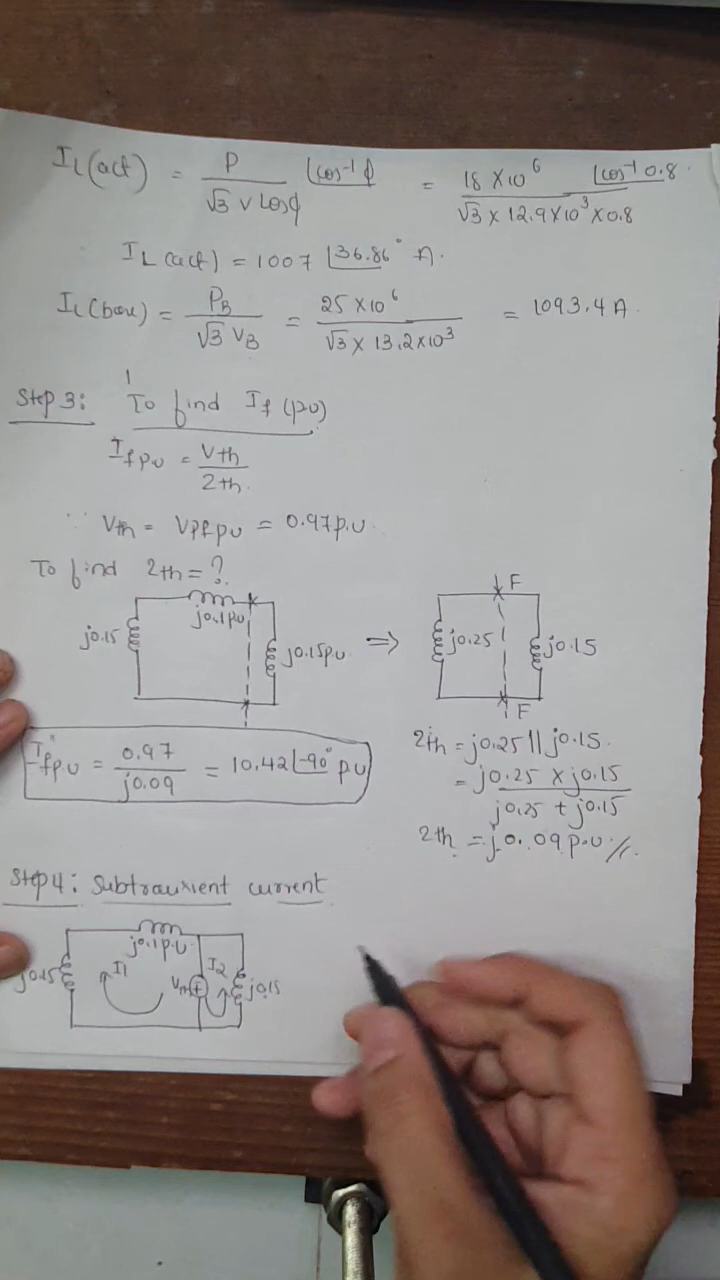 IL(act) = P / √3 V cosϕ ∠cos⁻¹ϕ = 18 × 10⁶ ∠cos⁻¹ 0.8 / √3 × 12.9 × 10³ × 0.8
IL (act) = 1007 ∠36.86° A.
IL (base) = PB / √3 VB = 25 × 10⁶ / √3 × 13.2 × 10³ = 1093.4 A
Step 3: To find If (pu)
If pu = Vth / Zth.
∵ Vth = Vpf pu = 0.97 p.u
To find Zth = ?
j0.15 j0.1pu j0.15pu ⇒ F j0.25 j0.15 F
I"f p.u = 0.97 / j0.09 = 10.42 ∠-90° pu
Zth = j0.25 || j0.15
= j0.25 × j0.15 / j0.25 + j0.15
Zth = j0.09 p.u //.
Step 4: Subtransient current
j0.15 j0.1p.u I1 Vth I2 j0.15